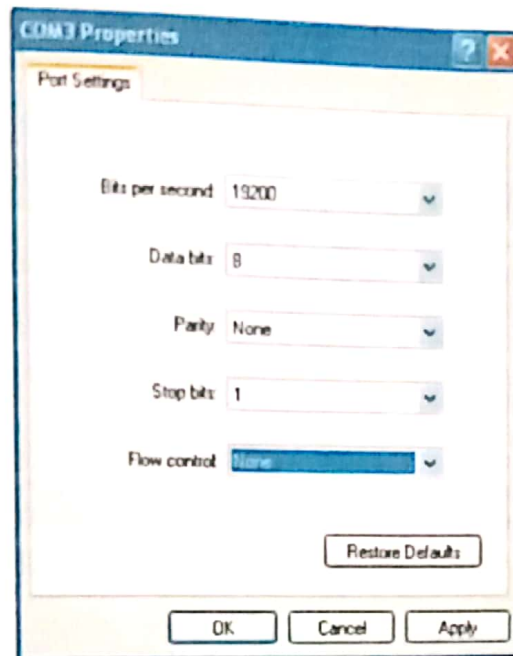 COM3 Properties
Port Settings
Bits per second: 19200
Data bits: 8
Parity: None
Stop bits: 1
Flow control: None
Restore Defaults
OK Cancel Apply